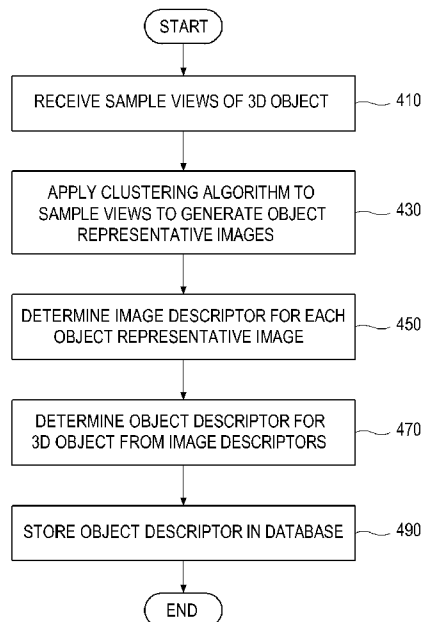 START
RECEIVE SAMPLE VIEWS OF 3D OBJECT
410
APPLY CLUSTERING ALGORITHM TO
SAMPLE VIEWS TO GENERATE OBJECT
REPRESENTATIVE IMAGES
430
DETERMINE IMAGE DESCRIPTOR FOR EACH
OBJECT REPRESENTATIVE IMAGE
450
DETERMINE OBJECT DESCRIPTOR FOR
3D OBJECT FROM IMAGE DESCRIPTORS
470
STORE OBJECT DESCRIPTOR IN DATABASE
490
END